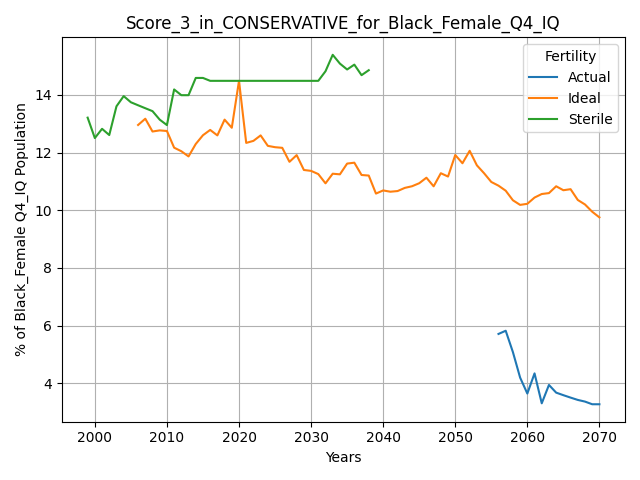 Score_3_in_CONSERVATIVE_for_Black_Female_Q4_IQ
Fertility
Actual
Ideal
Sterile
% of Black_Female Q4_IQ Population
14
12
10
8
6
4
2000 2010 2020 2030 2040 2050 2060 2070
Years